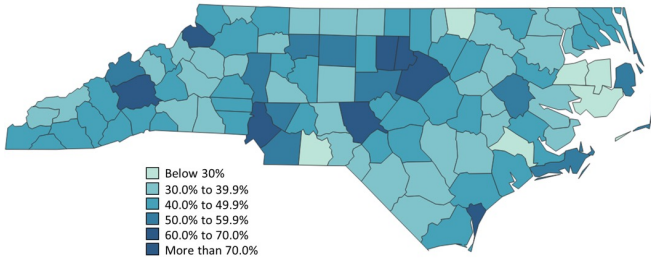 Below 30%
30.0% to 39.9%
40.0% to 49.9%
50.0% to 59.9%
60.0% to 70.0%
More than 70.0%